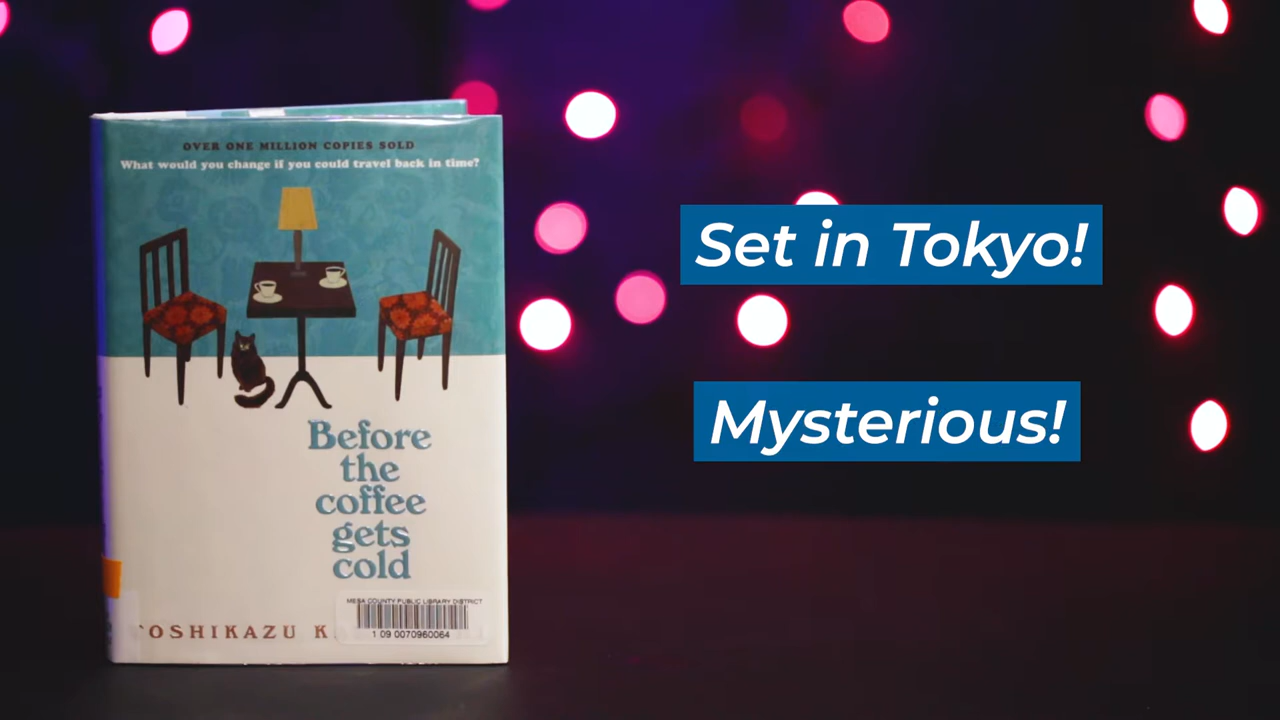 OVER ONE MILLION COPIES SOLD
What would you change if you could travel back in time?
Before
the
coffee
gets
cold
MESA COUNTY PUBLIC LIBRARY DISTRICT
1 09 0070960064
OSHIKAZU K
Set in Tokyo!
Mysterious!